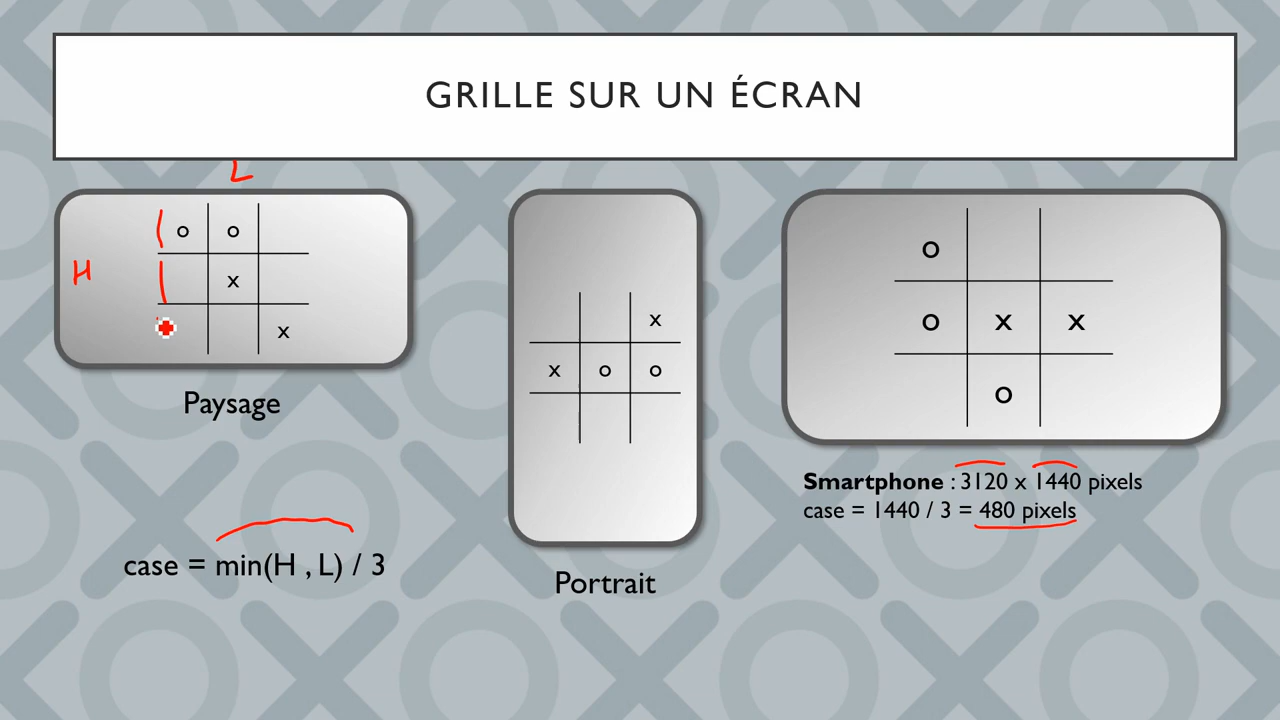 GRILLE SUR UN ÉCRAN
L
H
o o
x
x
Paysage
case = min(H , L) / 3
x
x o o
Portrait
o
o x x
o
Smartphone : 3120 x 1440 pixels
case = 1440 / 3 = 480 pixels